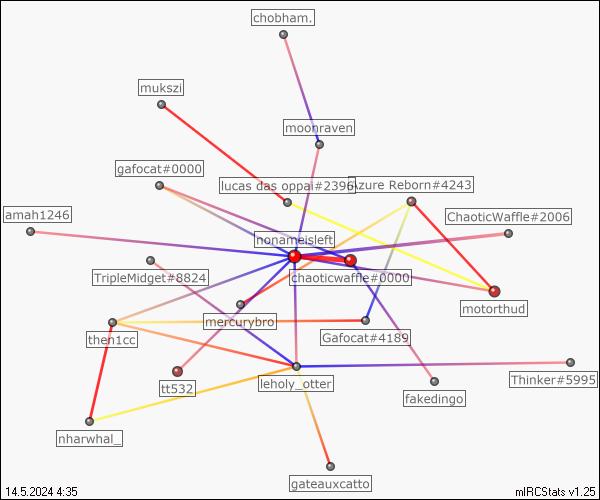 chobham.
mukszi
moonraven
gafocat#0000
lucas das oppai#2396
Azure Reborn#4243
amah1246
ChaoticWaffle#2006
nonameisleft
TripleMidget#8824
chaoticwaffle#0000
motorthud
mercurybro
then1cc
Gafocat#4189
tt532
leholy_otter
Thinker#5995
fakedingo
nharwhal_
gateauxcatto
14.5.2024 4:35
mIRCStats v1.25